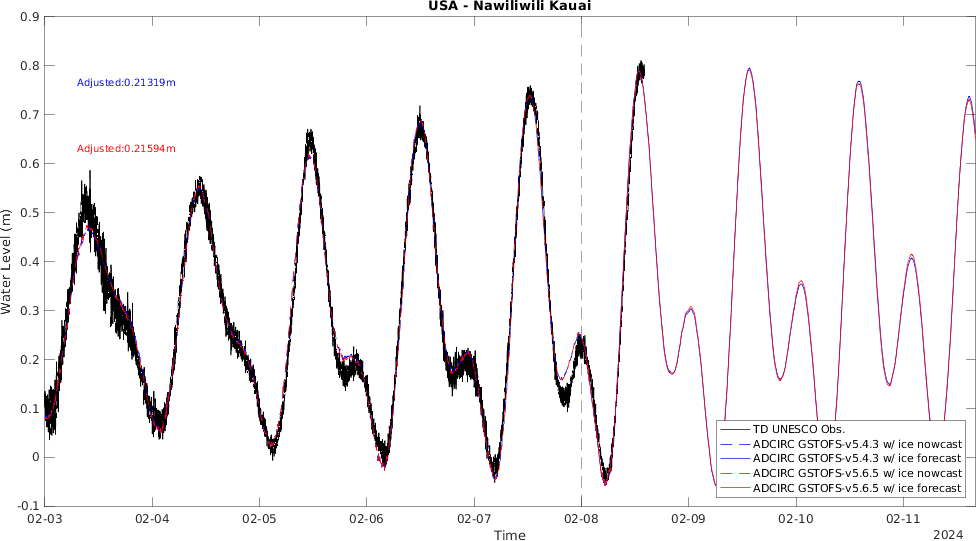 USA - Nawiliwili Kauai
0.9
0.8
0.7
0.6
0.5
0.4
0.3
0.2
0.1
0
-0.1
Water Level (m)
Adjusted:0.21319m
Adjusted:0.21594m
TD UNESCO Obs.
ADCIRC GSTOFS-v5.4.3 w/ ice nowcast
ADCIRC GSTOFS-v5.4.3 w/ ice forecast
ADCIRC GSTOFS-v5.6.5 w/ ice nowcast
ADCIRC GSTOFS-v5.6.5 w/ ice forecast
02-03 02-04 02-05 02-06 02-07 02-08 02-09 02-10 02-11
Time
2024